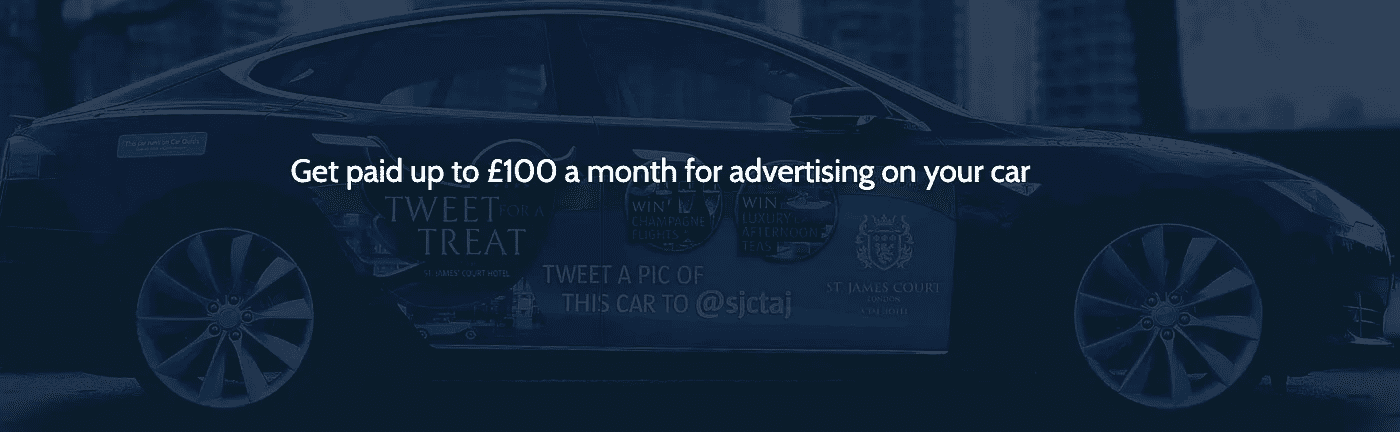 Get paid up to £100 a month for advertising on your car
TWEET FOR A
TREAT
ST. JAMES' COURT HOTEL
WIN
CHAMPAGNE
FLIGHTS
WIN
LUXURY
AFTERNOON
TEAS
TWEET A PIC OF
THIS CAR TO @sjctaj
ST JAMES COURT
LONDON